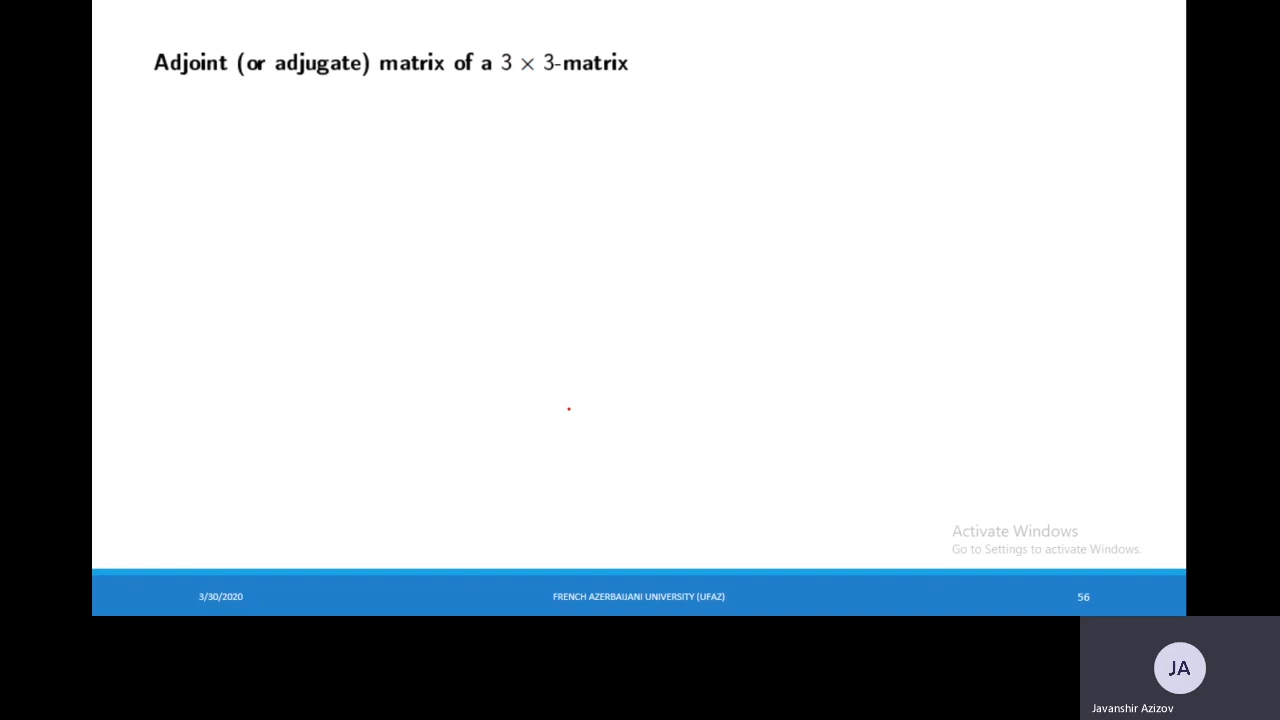 Adjoint (or adjugate) matrix of a 3 × 3-matrix
Activate Windows
Go to Settings to activate Windows.
3/30/2020 FRENCH AZERBAIJANI UNIVERSITY (UFAZ) 56
JA
Javanshir Azizov